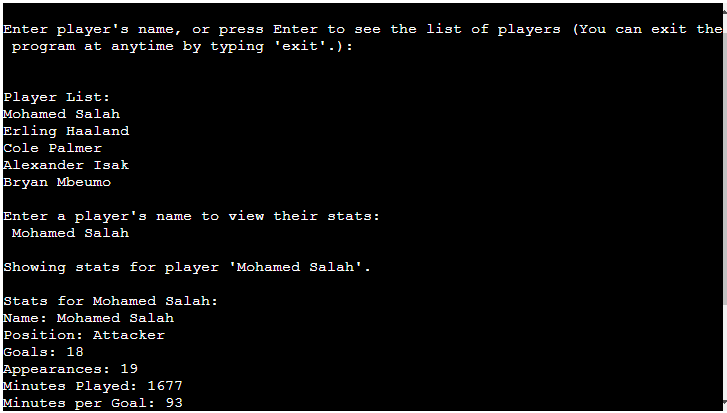 Enter player's name, or press Enter to see the list of players (You can exit the
program at anytime by typing 'exit'.):
Player List:
Mohamed Salah
Erling Haaland
Cole Palmer
Alexander Isak
Bryan Mbeumo
Enter a player's name to view their stats:
Mohamed Salah
Showing stats for player 'Mohamed Salah'.
Stats for Mohamed Salah:
Name: Mohamed Salah
Position: Attacker
Goals: 18
Appearances: 19
Minutes Played: 1677
Minutes per Goal: 93